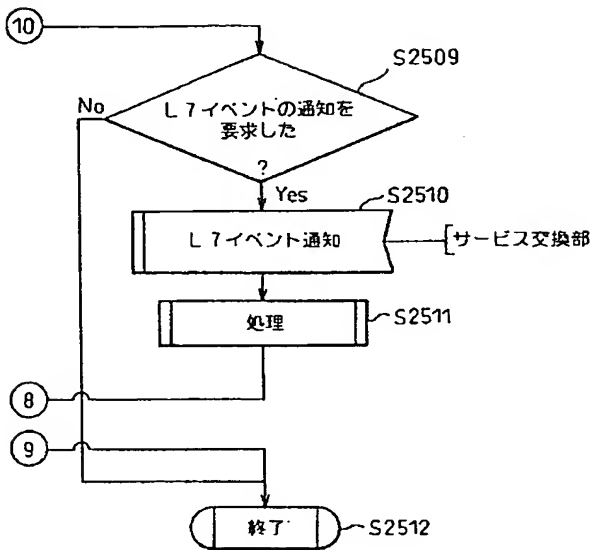 10
S2509
No
L7イベントの通知を
要求した
?
Yes
S2510
L7イベント通知
サービス交換部
処理
S2511
8
9
終了
S2512